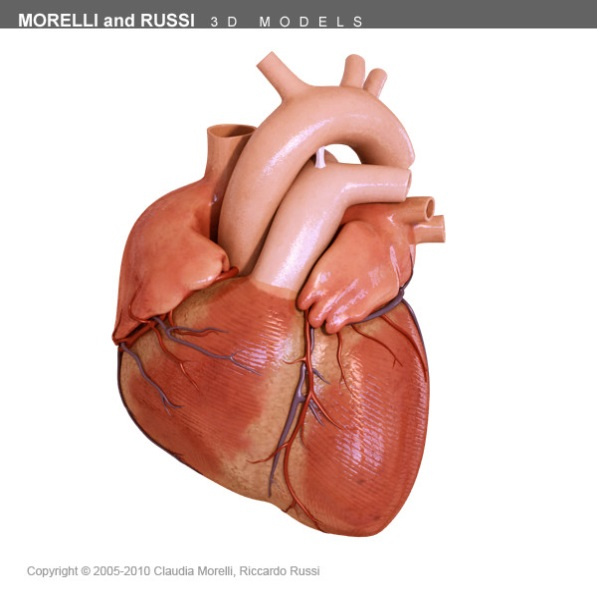 MORELLI and RUSSI 3D MODELS
Copyright © 2005-2010 Claudia Morelli, Riccardo Russi